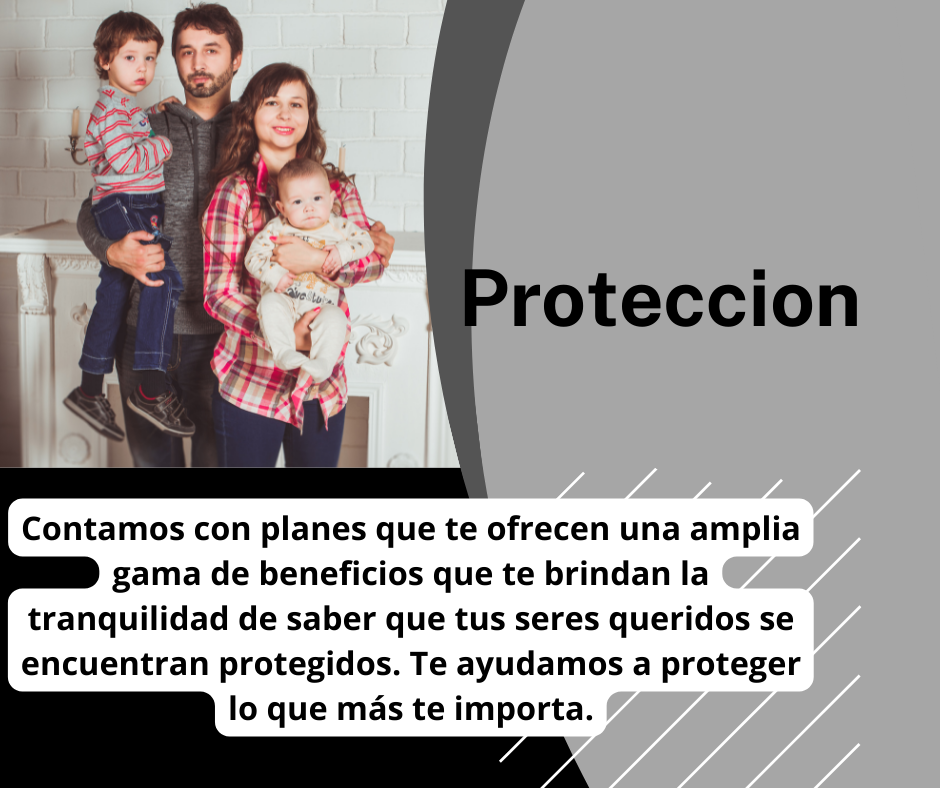 Proteccion
Contamos con planes que te ofrecen una amplia
gama de beneficios que te brindan la
tranquilidad de saber que tus seres queridos se
encuentran protegidos. Te ayudamos a proteger
lo que más te importa.